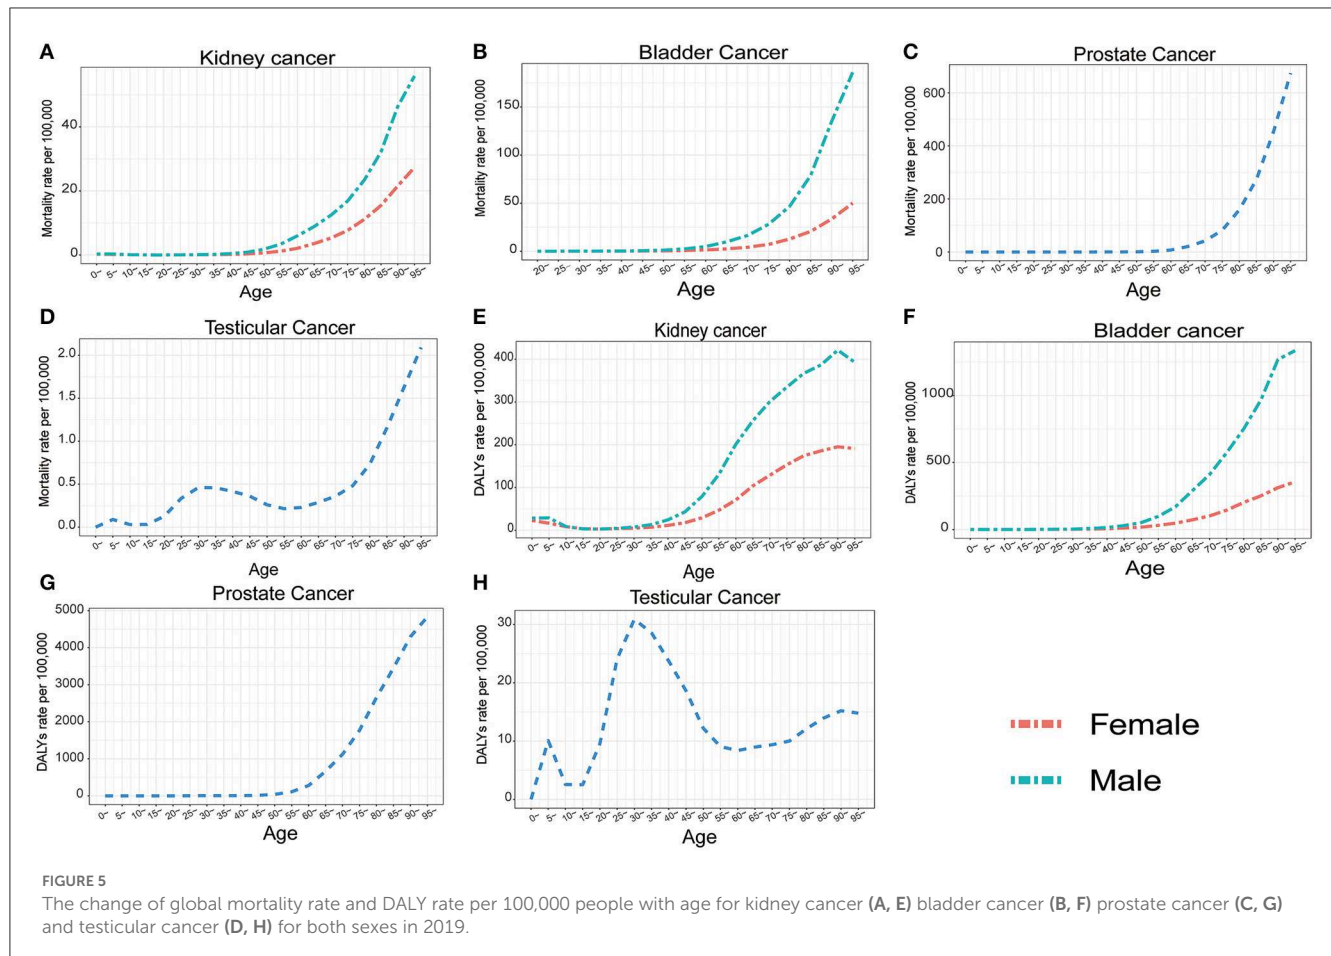 A
Kidney cancer
Mortality rate per 100,000
40
20
0
0~ 5~ 10~ 15~ 20~ 25~ 30~ 35~ 40~ 45~ 50~ 55~ 60~ 65~ 70~ 75~ 80~ 85~ 90~ 95~
Age
B
Bladder Cancer
Mortality rate per 100,000
150
100
50
0
20~ 25~ 30~ 35~ 40~ 45~ 50~ 55~ 60~ 65~ 70~ 75~ 80~ 85~ 90~ 95~
Age
C
Prostate Cancer
Mortality rate per 100,000
600
400
200
0
0~ 5~ 10~ 15~ 20~ 25~ 30~ 35~ 40~ 45~ 50~ 55~ 60~ 65~ 70~ 75~ 80~ 85~ 90~ 95~
Age
D
Testicular Cancer
Mortality rate per 100,000
2.0
1.5
1.0
0.5
0.0
0~ 5~ 10~ 15~ 20~ 25~ 30~ 35~ 40~ 45~ 50~ 55~ 60~ 65~ 70~ 75~ 80~ 85~ 90~ 95~
Age
E
Kidney cancer
DALYs rate per 100,000
400
300
200
100
0
0~ 5~ 10~ 15~ 20~ 25~ 30~ 35~ 40~ 45~ 50~ 55~ 60~ 65~ 70~ 75~ 80~ 85~ 90~ 95~
Age
F
Bladder cancer
DALYs rate per 100,000
1000
500
0
0~ 5~ 10~ 15~ 20~ 25~ 30~ 35~ 40~ 45~ 50~ 55~ 60~ 65~ 70~ 75~ 80~ 85~ 90~ 95~
Age
G
Prostate Cancer
DALYs rate per 100,000
5000
4000
3000
2000
1000
0
0~ 5~ 10~ 15~ 20~ 25~ 30~ 35~ 40~ 45~ 50~ 55~ 60~ 65~ 70~ 75~ 80~ 85~ 90~ 95~
Age
H
Testicular Cancer
DALYs rate per 100,000
30
20
10
0
0~ 5~ 10~ 15~ 20~ 25~ 30~ 35~ 40~ 45~ 50~ 55~ 60~ 65~ 70~ 75~ 80~ 85~ 90~ 95~
Age
Female
Male
FIGURE 5
The change of global mortality rate and DALY rate per 100,000 people with age for kidney cancer (A, E) bladder cancer (B, F) prostate cancer (C, G)
and testicular cancer (D, H) for both sexes in 2019.